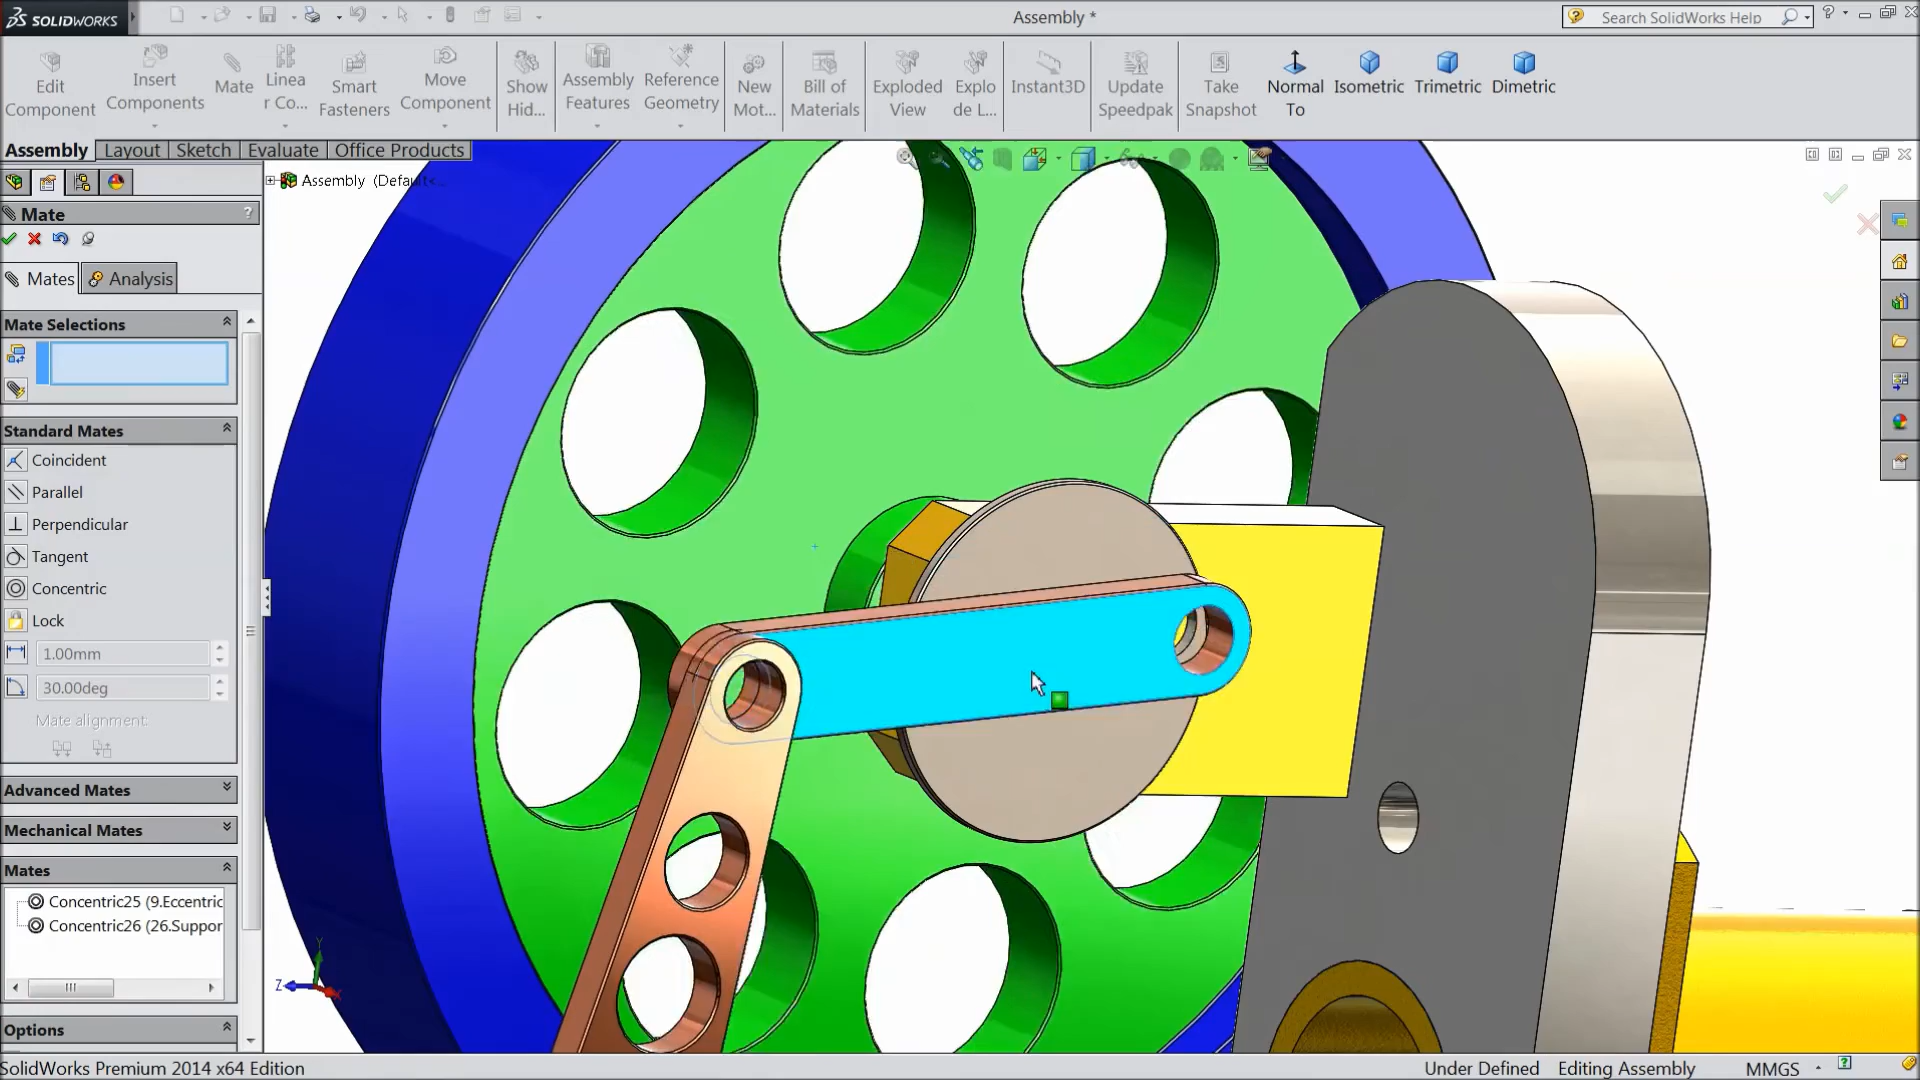 SOLIDWORKS
Assembly *
Search SolidWorks Help
Edit Component
Insert Components
Mate
Linea r Co...
Smart Fasteners
Move Component
Show Hid...
Assembly Features
Reference Geometry
New Mot...
Bill of Materials
Exploded View
Explo de L...
Instant3D
Update Speedpak
Take Snapshot
Normal To
Isometric
Trimetric
Dimetric
Assembly
Layout
Sketch
Evaluate
Office Products
Assembly (Default<...
Mate
?
Mates
Analysis
Mate Selections
Standard Mates
Coincident
Parallel
Perpendicular
Tangent
Concentric
Lock
1.00mm
30.00deg
Mate alignment:
Advanced Mates
Mechanical Mates
Mates
Concentric25 (9.Eccentric
Concentric26 (26.Suppor
Options
Y
Z
SolidWorks Premium 2014 x64 Edition
Under Defined
Editing Assembly
MMGS